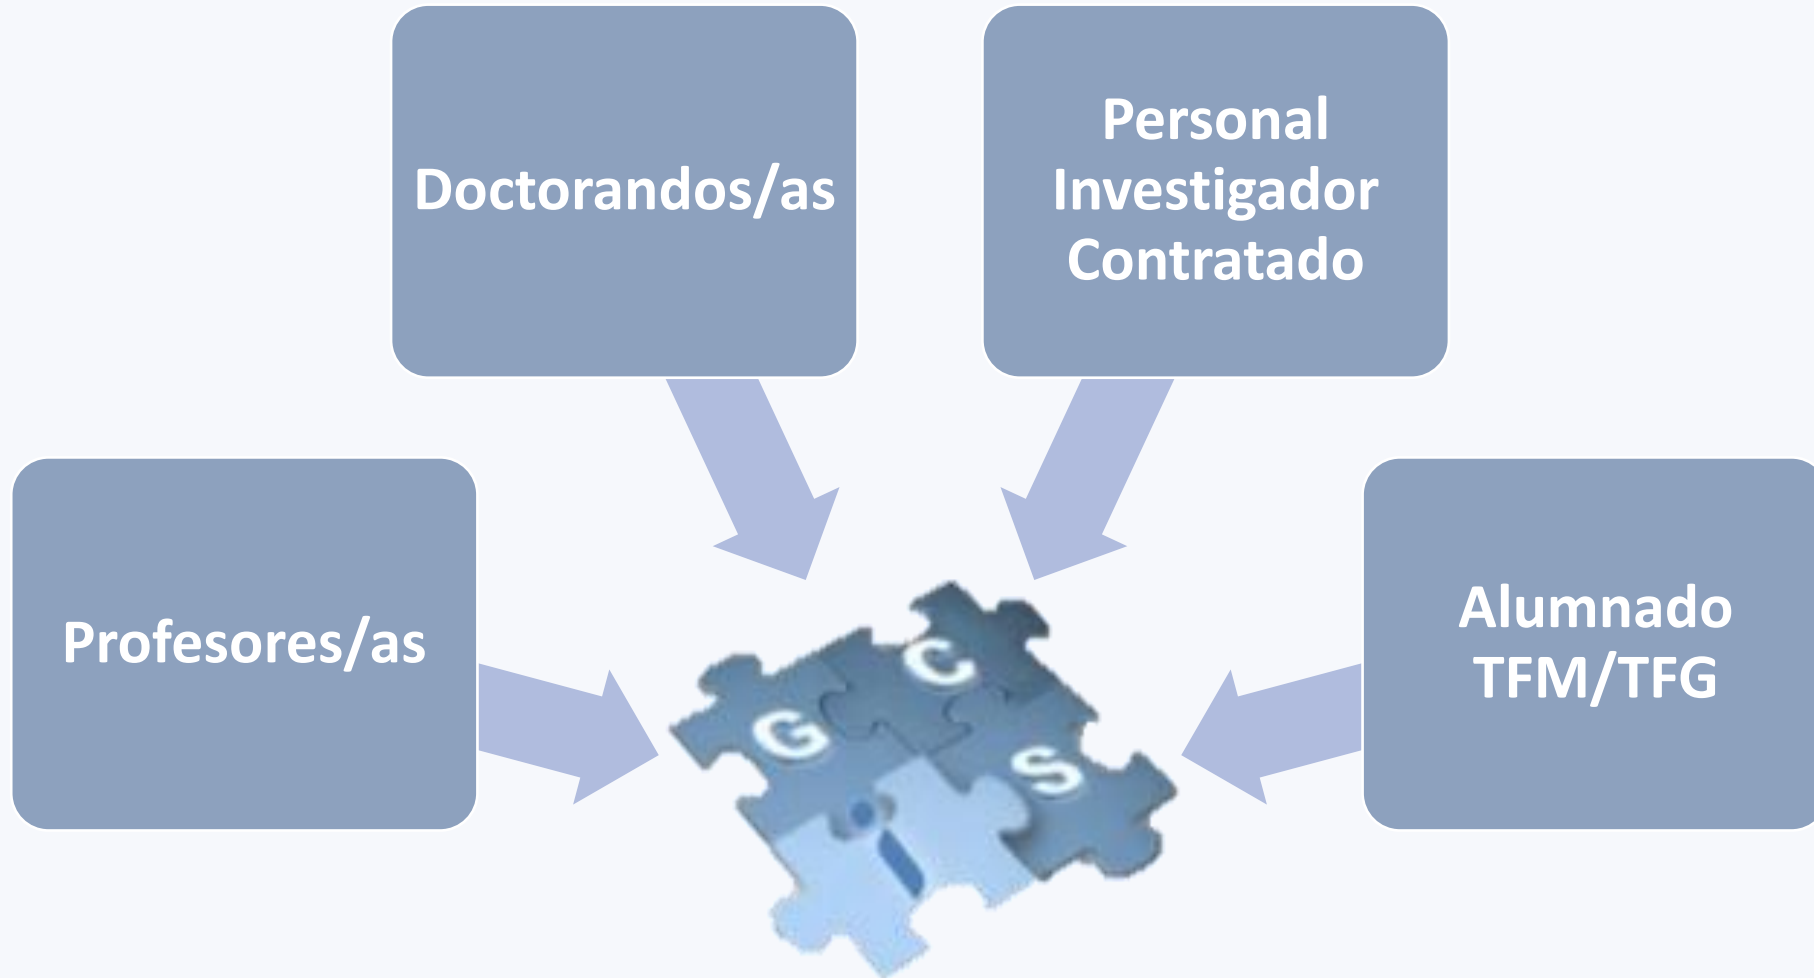 Doctorandos/as
Personal
Investigador
Contratado
Profesores/as
Alumnado
TFM/TFG
G
C
S
i